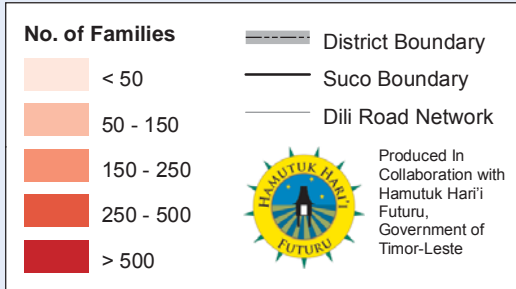 No. of Families
< 50
50 - 150
150 - 250
250 - 500
> 500
District Boundary
Suco Boundary
Dili Road Network
HAMUTUK HARI'I
FUTURU
Produced In
Collaboration with
Hamutuk Hari'i
Futuru,
Government of
Timor-Leste